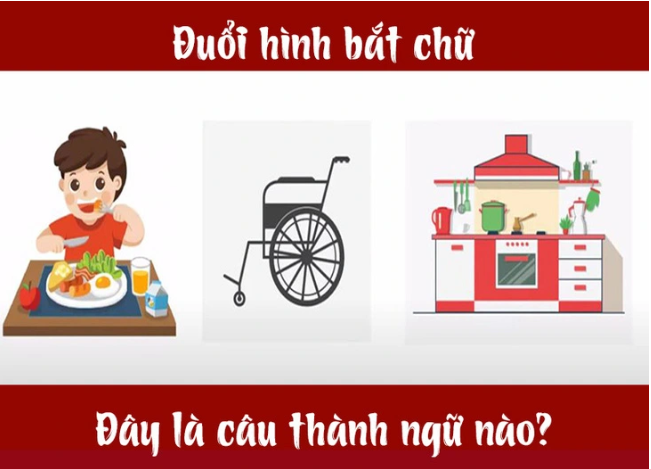 Đuổi hình bắt chữ
Đây là câu thành ngữ nào?